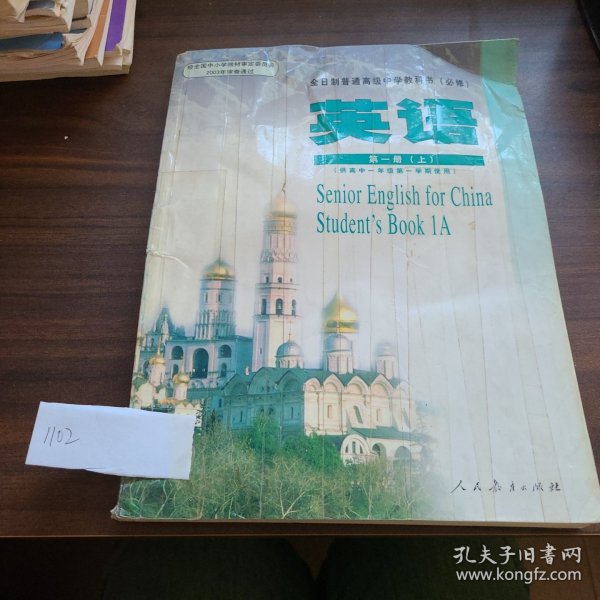 经全国中小学教材审定委员会
2003年审查通过
全日制普通高级中学教科书（必修）
英语
第一册（上）
（供高中一年级第一学期使用）
Senior English for China
Student's Book 1A
1102
人民教育出版社
孔夫子旧书网
www.kongfz.com